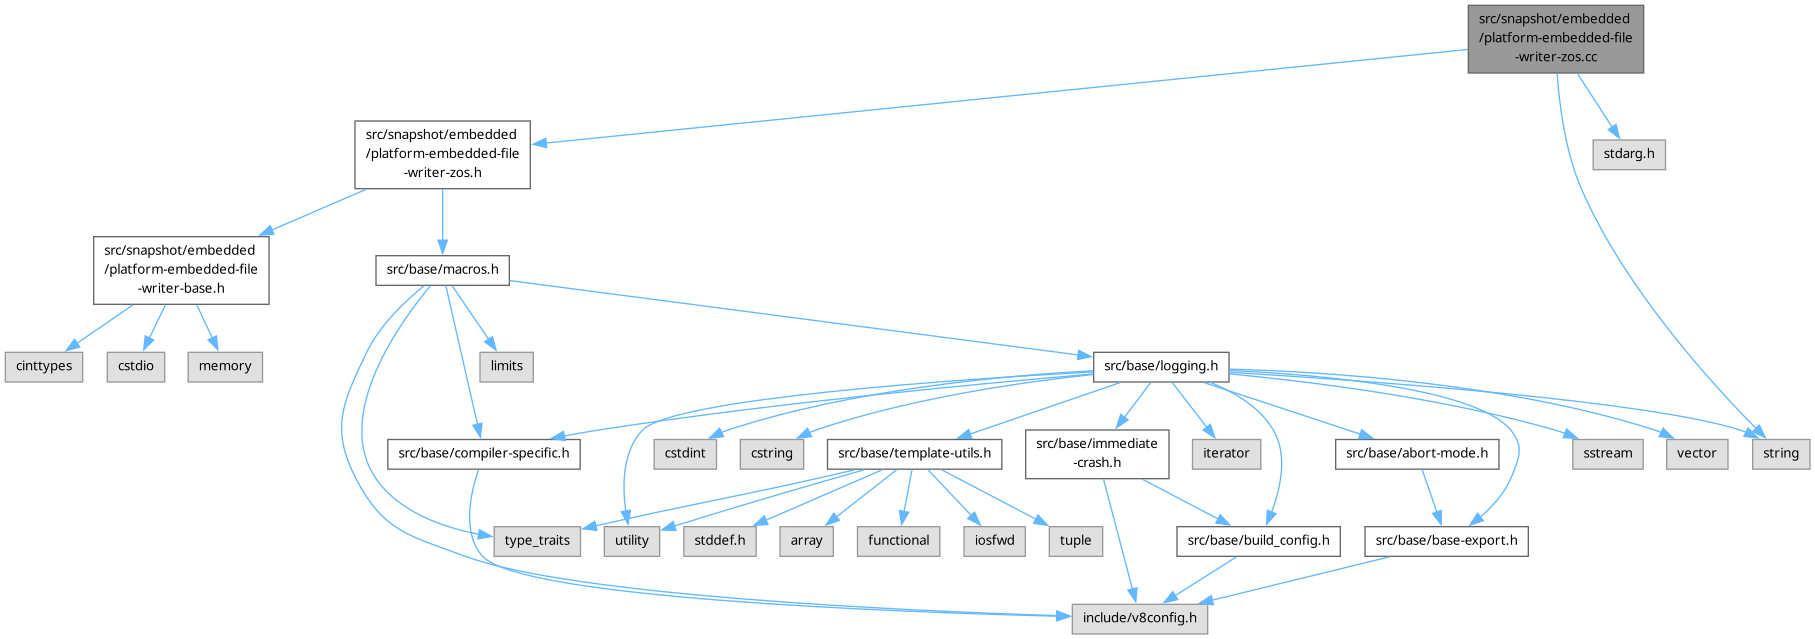 src/snapshot/embedded
/platform-embedded-file
-writer-zos.cc
src/snapshot/embedded
/platform-embedded-file
-writer-zos.h
stdarg.h
src/snapshot/embedded
/platform-embedded-file
-writer-base.h
src/base/macros.h
cinttypes
cstdio
memory
limits
src/base/logging.h
src/base/compiler-specific.h
cstdint
cstring
src/base/template-utils.h
src/base/immediate
-crash.h
iterator
src/base/abort-mode.h
sstream
vector
string
type_traits
utility
stddef.h
array
functional
iosfwd
tuple
src/base/build_config.h
src/base/base-export.h
include/v8config.h